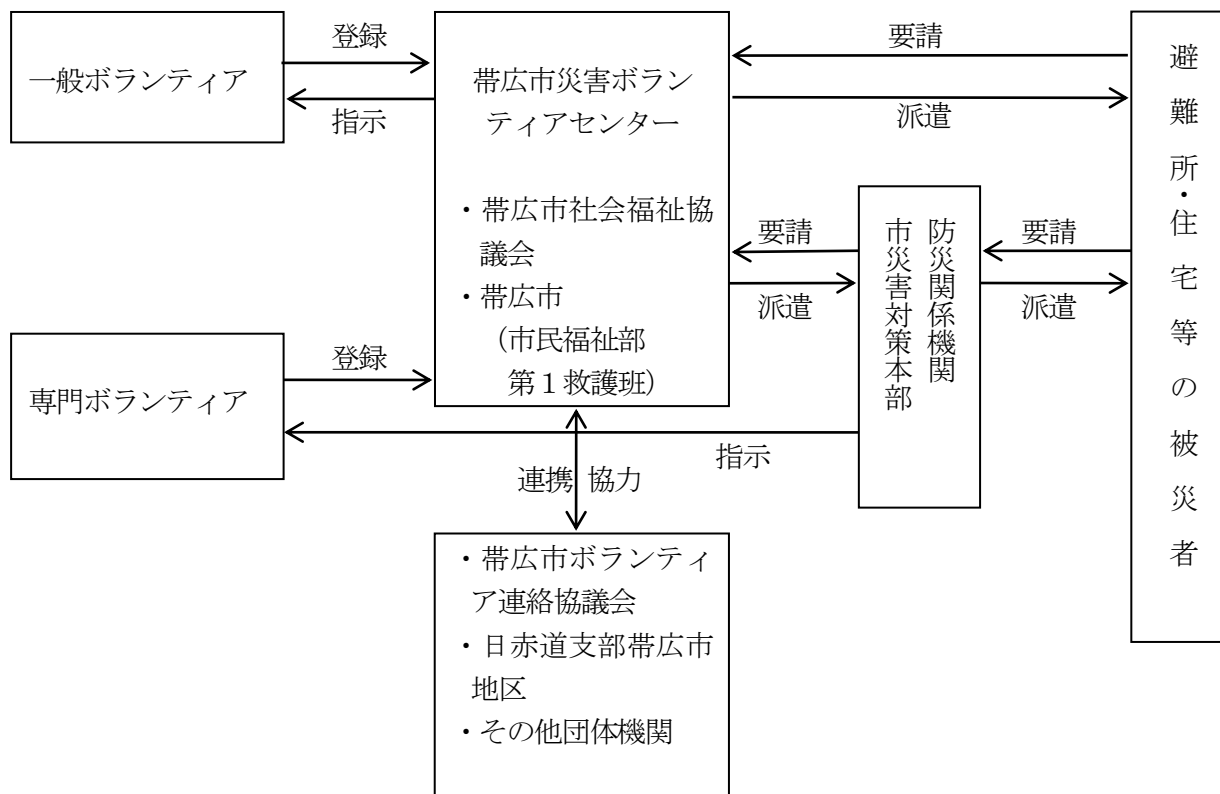 一般ボランティア
登録
指示
帯広市災害ボラン
ティアセンター
・帯広市社会福祉協
議会
・帯広市
(市民福祉部
第1救護班)
要請
派遣
要請
派遣
防災関係機関
市災害対策本部
要請
派遣
避難所・住宅等の被災者
専門ボランティア
登録
指示
連携 協力
・帯広市ボランティ
ア連絡協議会
・日赤道支部帯広市
地区
・その他団体機関